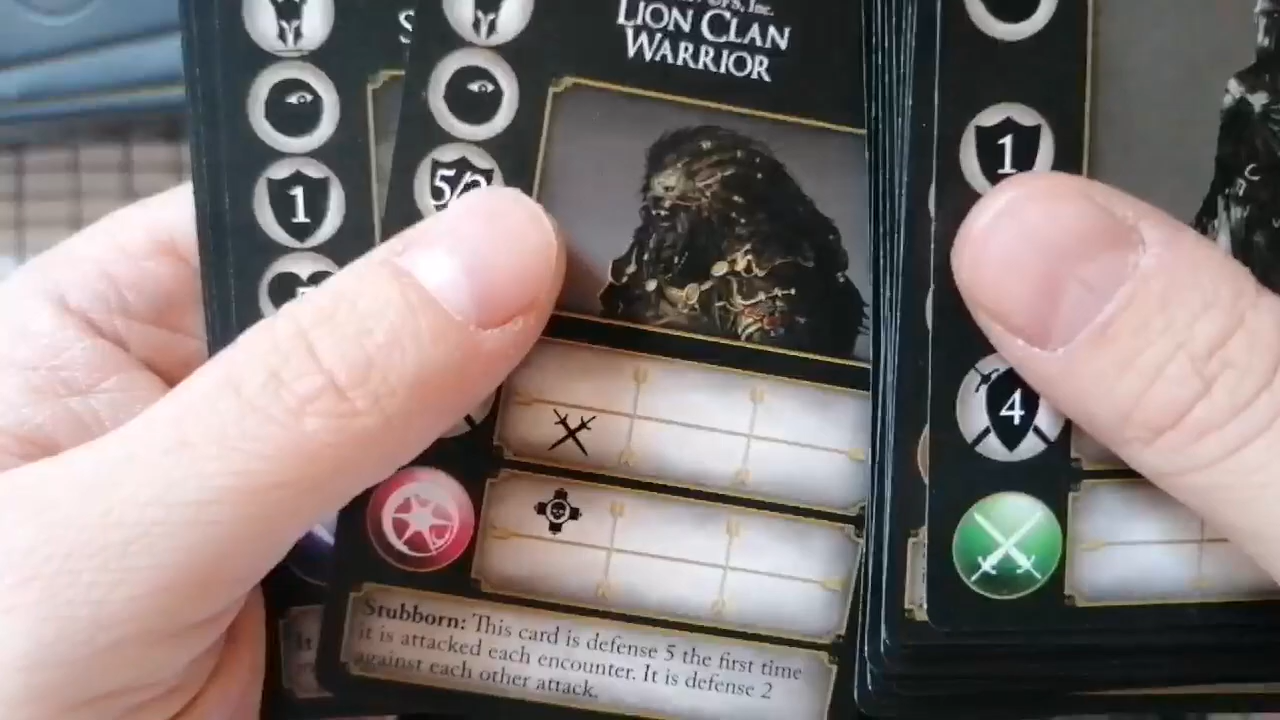 Inc.
LION CLAN
WARRIOR
1
5/
1
4
Stubborn: This card is defense 5 the first time
it is attacked each encounter. It is defense 2
against each other attack.